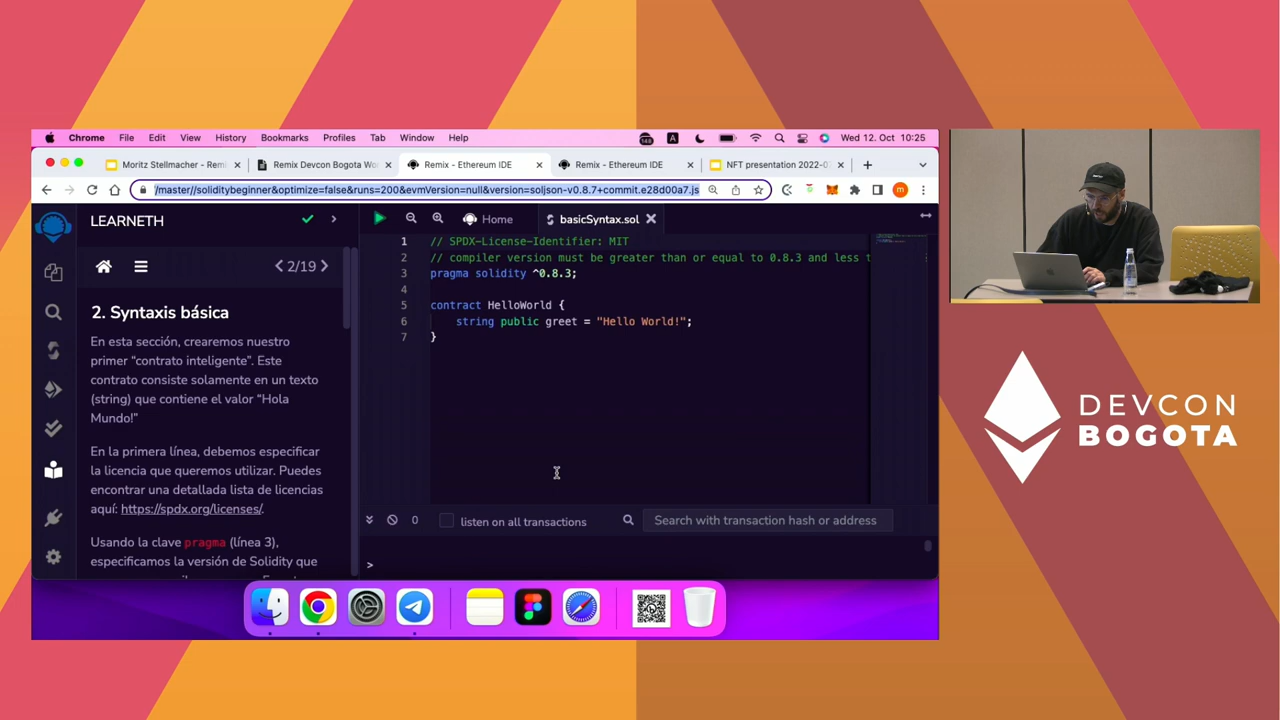 Chrome File Edit View History Bookmarks Profiles Tab Window Help
A Wed 12. Oct 10:25
Moritz Stellmacher - Remi
Remix Devcon Bogota Wo
Remix - Ethereum IDE
Remix - Ethereum IDE
NFT presentation 2022-07
/master//soliditybeginner&optimize=false&runs=200&evmVersion=null&version=soljson-v0.8.7+commit.e28d00a7.js
m
LEARNETH
Home
basicSyntax.sol
2/19
2. Syntaxis básica
En esta sección, crearemos nuestro
primer “contrato inteligente”. Este
contrato consiste solamente en un texto
(string) que contiene el valor “Hola
Mundo!”
En la primera línea, debemos especificar
la licencia que queremos utilizar. Puedes
encontrar una detallada lista de licencias
aquí: https://spdx.org/licenses/.
Usando la clave pragma (línea 3),
especificamos la versión de Solidity que
1 // SPDX-License-Identifier: MIT
2 // compiler version must be greater than or equal to 0.8.3 and less t
3 pragma solidity ^0.8.3;
4
5 contract HelloWorld {
6 string public greet = "Hello World!";
7 }
0 listen on all transactions
Search with transaction hash or address
>
DEVCON
BOGOTA